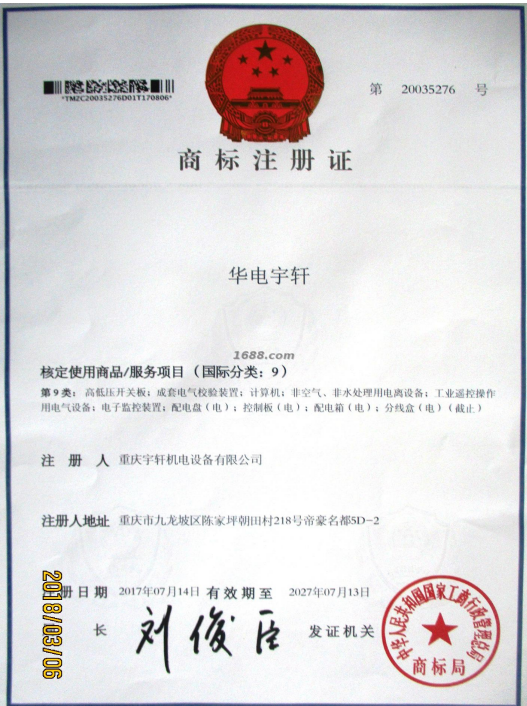 *TMZC20035276D01T170806*
第 20035276 号
商标注册证
华电宇轩
1688.com
核定使用商品/服务项目（国际分类：9）
第9类：高低压开关板；成套电气校验装置；计算机；非空气、非水处理用电离设备；工业遥控操作
用电气设备；电子监控装置；配电盘（电）；控制板（电）；配电箱（电）；分线盒（电）（截止）
注册人 重庆宇轩机电设备有限公司
注册人地址 重庆市九龙坡区陈家坪朝田村218号帝豪名都5D-2
册日期 2017年07月14日 有效期至 2027年07月13日
长 刘俊臣 发证机关
中华人民共和国国家工商行政管理总局
商标局
2018/03/06